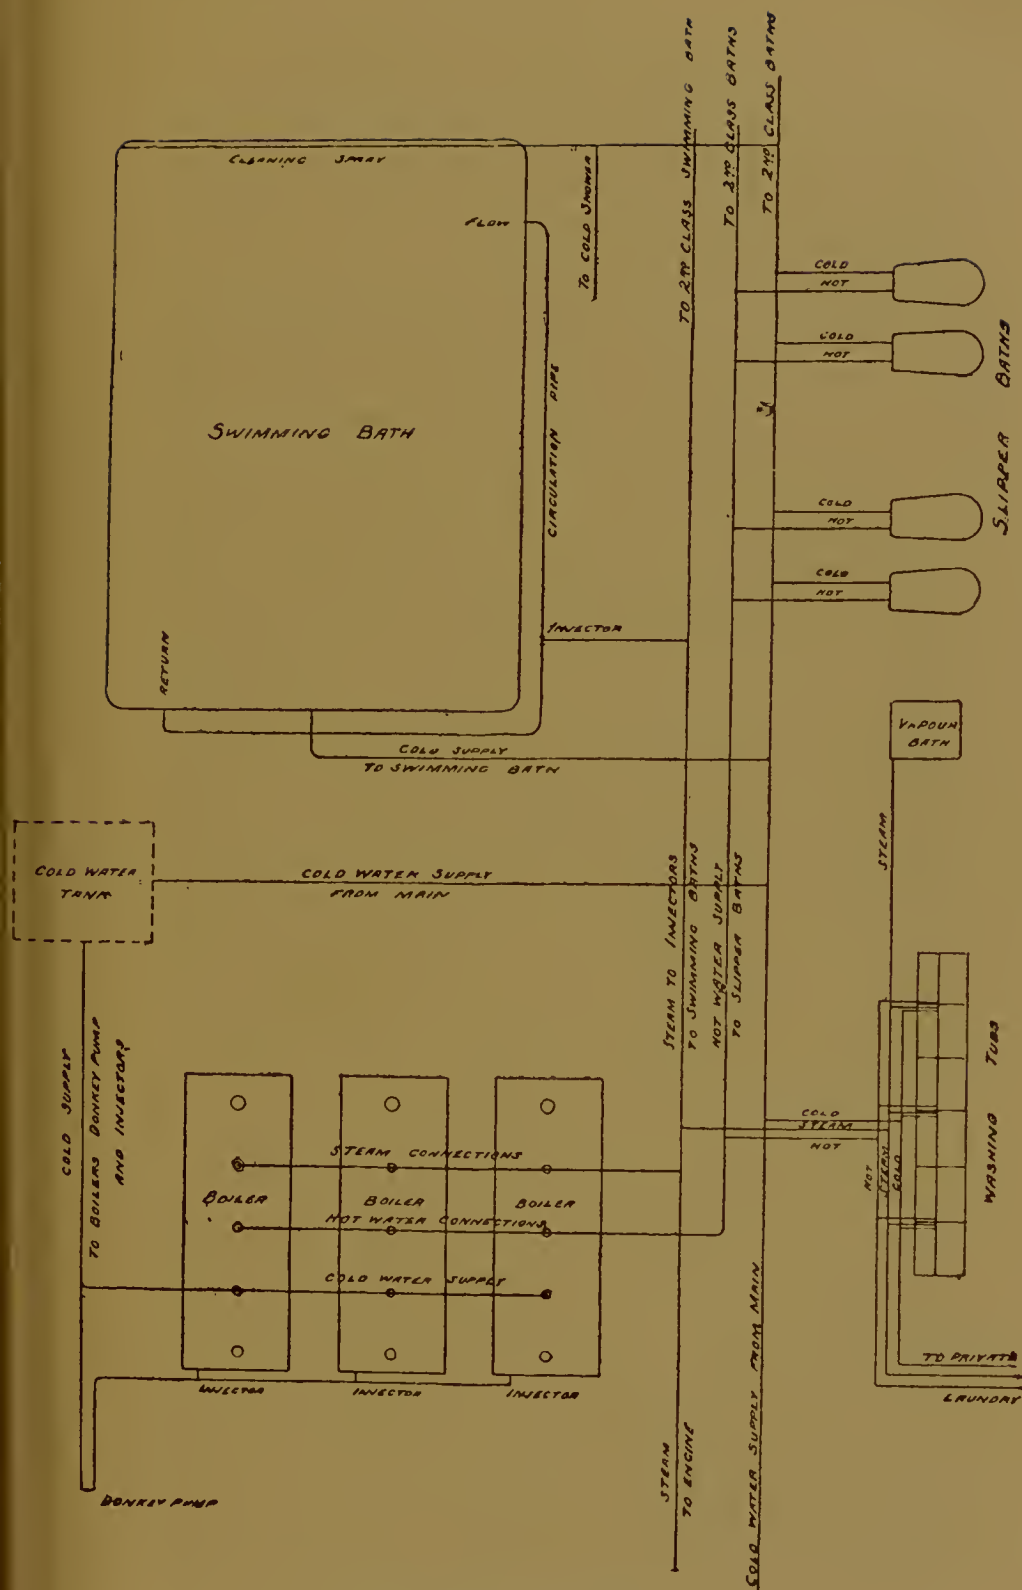 CLEANING SPRAY
FLOW
TO COLD SHOWER
TO 2ND CLASS SWIMMING BATH
TO 2ND CLASS BATHS
TO 2ND CLASS BATHS
COLD
HOT
COLD
HOT
SLIPPER BATHS
SWIMMING BATH
CIRCULATION PIPE
COLD
HOT
COLD
HOT
INJECTOR
RETURN
COLD SUPPLY
TO SWIMMING BATH
VAPOUR
BATH
STEAM
COLD WATER
TANK
COLD WATER SUPPLY
FROM MAIN
STEAM TO INJECTORS
TO SWIMMING BATHS
HOT WATER SUPPLY
TO SLIPPER BATHS
COLD SUPPLY
TO BOILERS DONKEY PUMP
AND INJECTORS
STEAM CONNECTIONS
BOILER
BOILER
BOILER
HOT WATER CONNECTIONS
COLD WATER SUPPLY
COLD
STEAM
HOT
HOT
STEAM
COLD
WASHING TUBS
INJECTOR
INJECTOR
INJECTOR
DONKEY PUMP
STEAM
TO ENGINE
COLD WATER SUPPLY FROM MAIN
TO PRIVATE
LAUNDRY